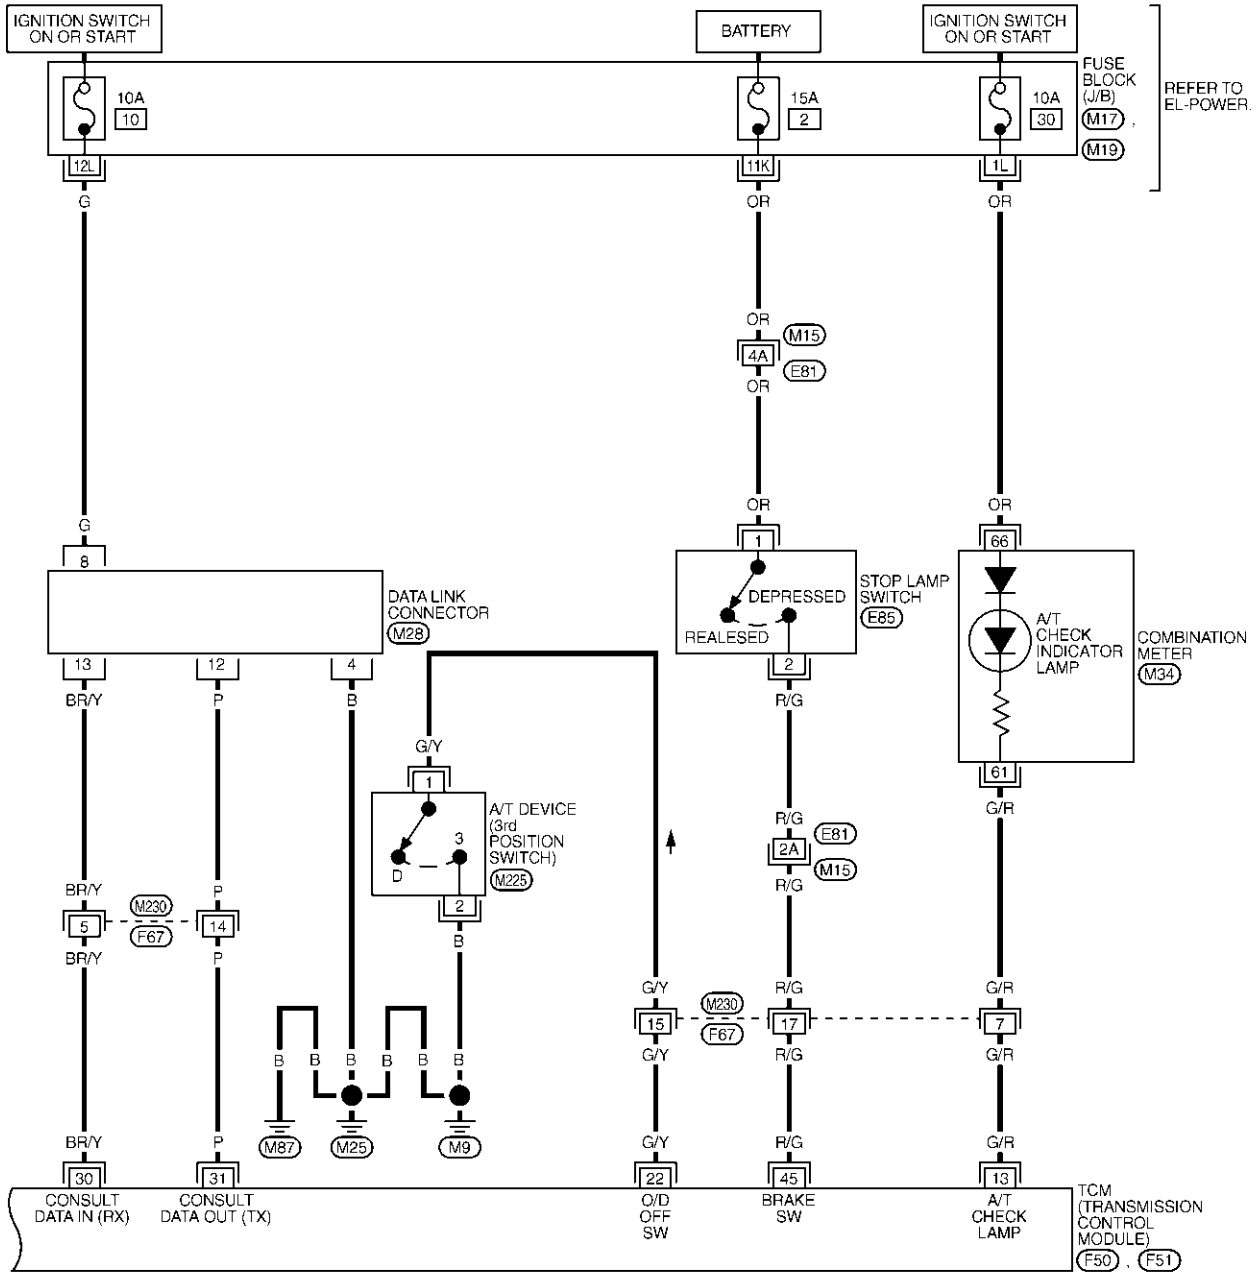 IGNITION SWITCH
ON OR START
BATTERY
IGNITION SWITCH
ON OR START
10A
10
15A
2
10A
30
FUSE
BLOCK
(J/B)
M17 ,
M19
REFER TO
EL-POWER.
12L
11K
1L
G
OR
OR
OR
M15
4A
E81
OR
G
OR
OR
8
1
66
DATA LINK
CONNECTOR
M28
DEPRESSED
REALESED
STOP LAMP
SWITCH
E85
A/T
CHECK
INDICATOR
LAMP
COMBINATION
METER
M34
13
12
4
2
BR/Y
P
B
R/G
G/Y
61
1
G/R
A/T DEVICE
(3rd
POSITION
SWITCH)
M225
3
D
2
R/G
E81
2A
M15
R/G
BR/Y
P
M230
5
14
F67
B
BR/Y
P
G/Y
R/G
G/R
M230
15
17
7
F67
G/Y
R/G
G/R
B
B
B
B
B
B
M87
M25
M9
BR/Y
P
G/Y
R/G
G/R
30
31
22
45
13
CONSULT
DATA IN (RX)
CONSULT
DATA OUT (TX)
O/D
OFF
SW
BRAKE
SW
A/T
CHECK
LAMP
TCM
(TRANSMISSION
CONTROL
MODULE)
F50 , F51